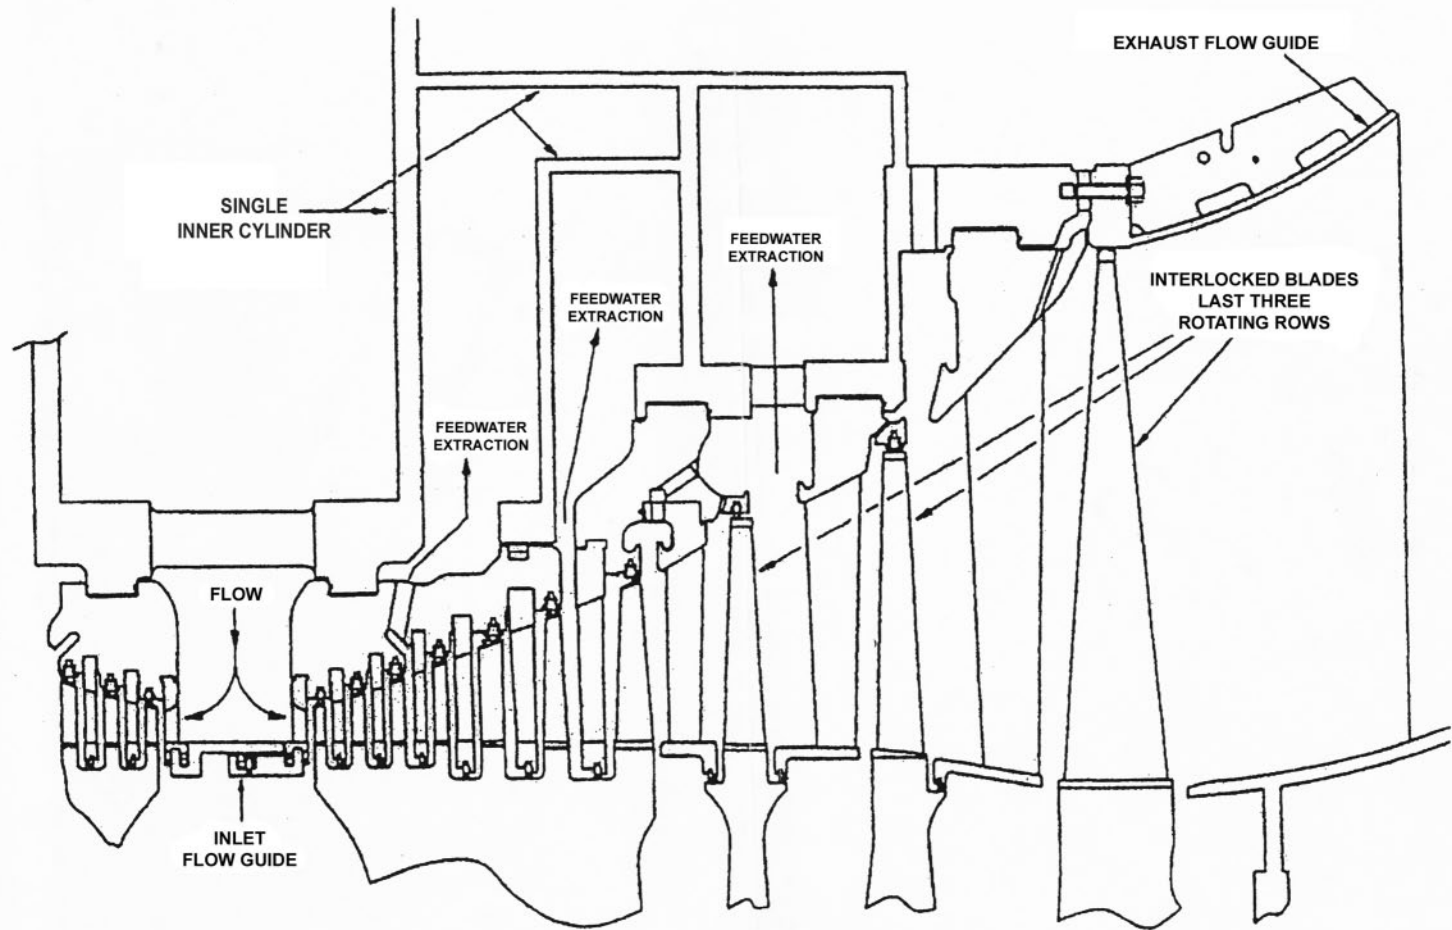 EXHAUST FLOW GUIDE
SINGLE
INNER CYLINDER
FEEDWATER
EXTRACTION
FEEDWATER
EXTRACTION
FEEDWATER
EXTRACTION
INTERLOCKED BLADES
LAST THREE
ROTATING ROWS
FLOW
INLET
FLOW GUIDE